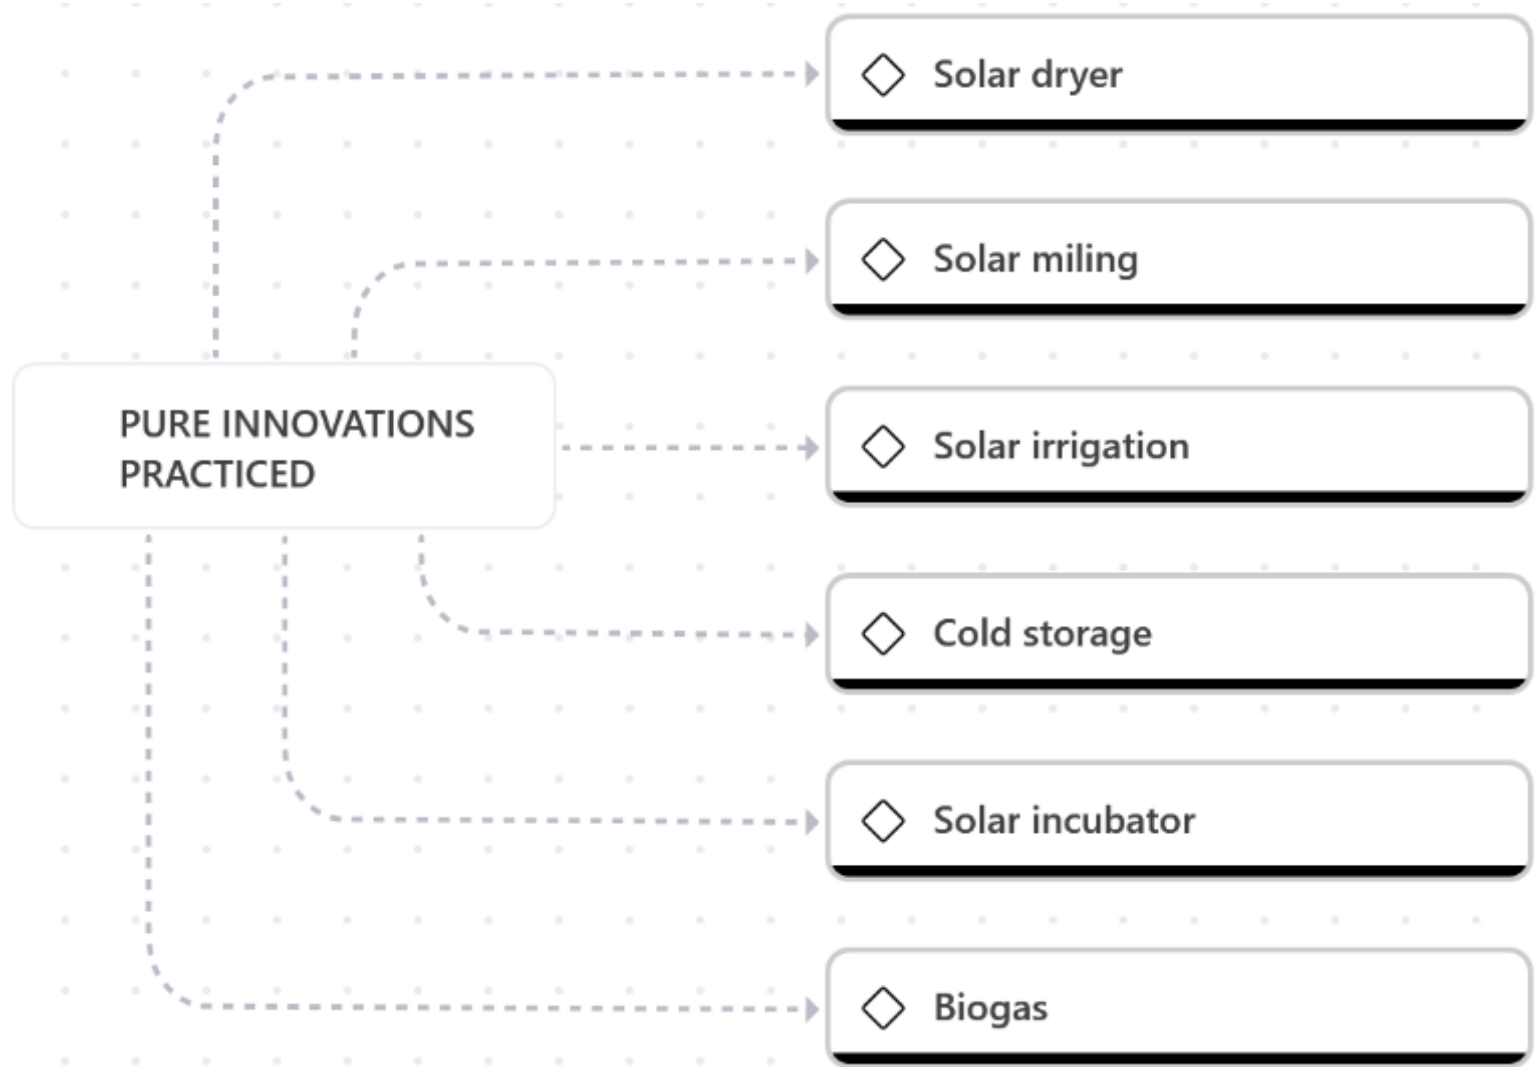 Solar dryer
Solar miling
PURE INNOVATIONS
PRACTICED
Solar irrigation
Cold storage
Solar incubator
Biogas